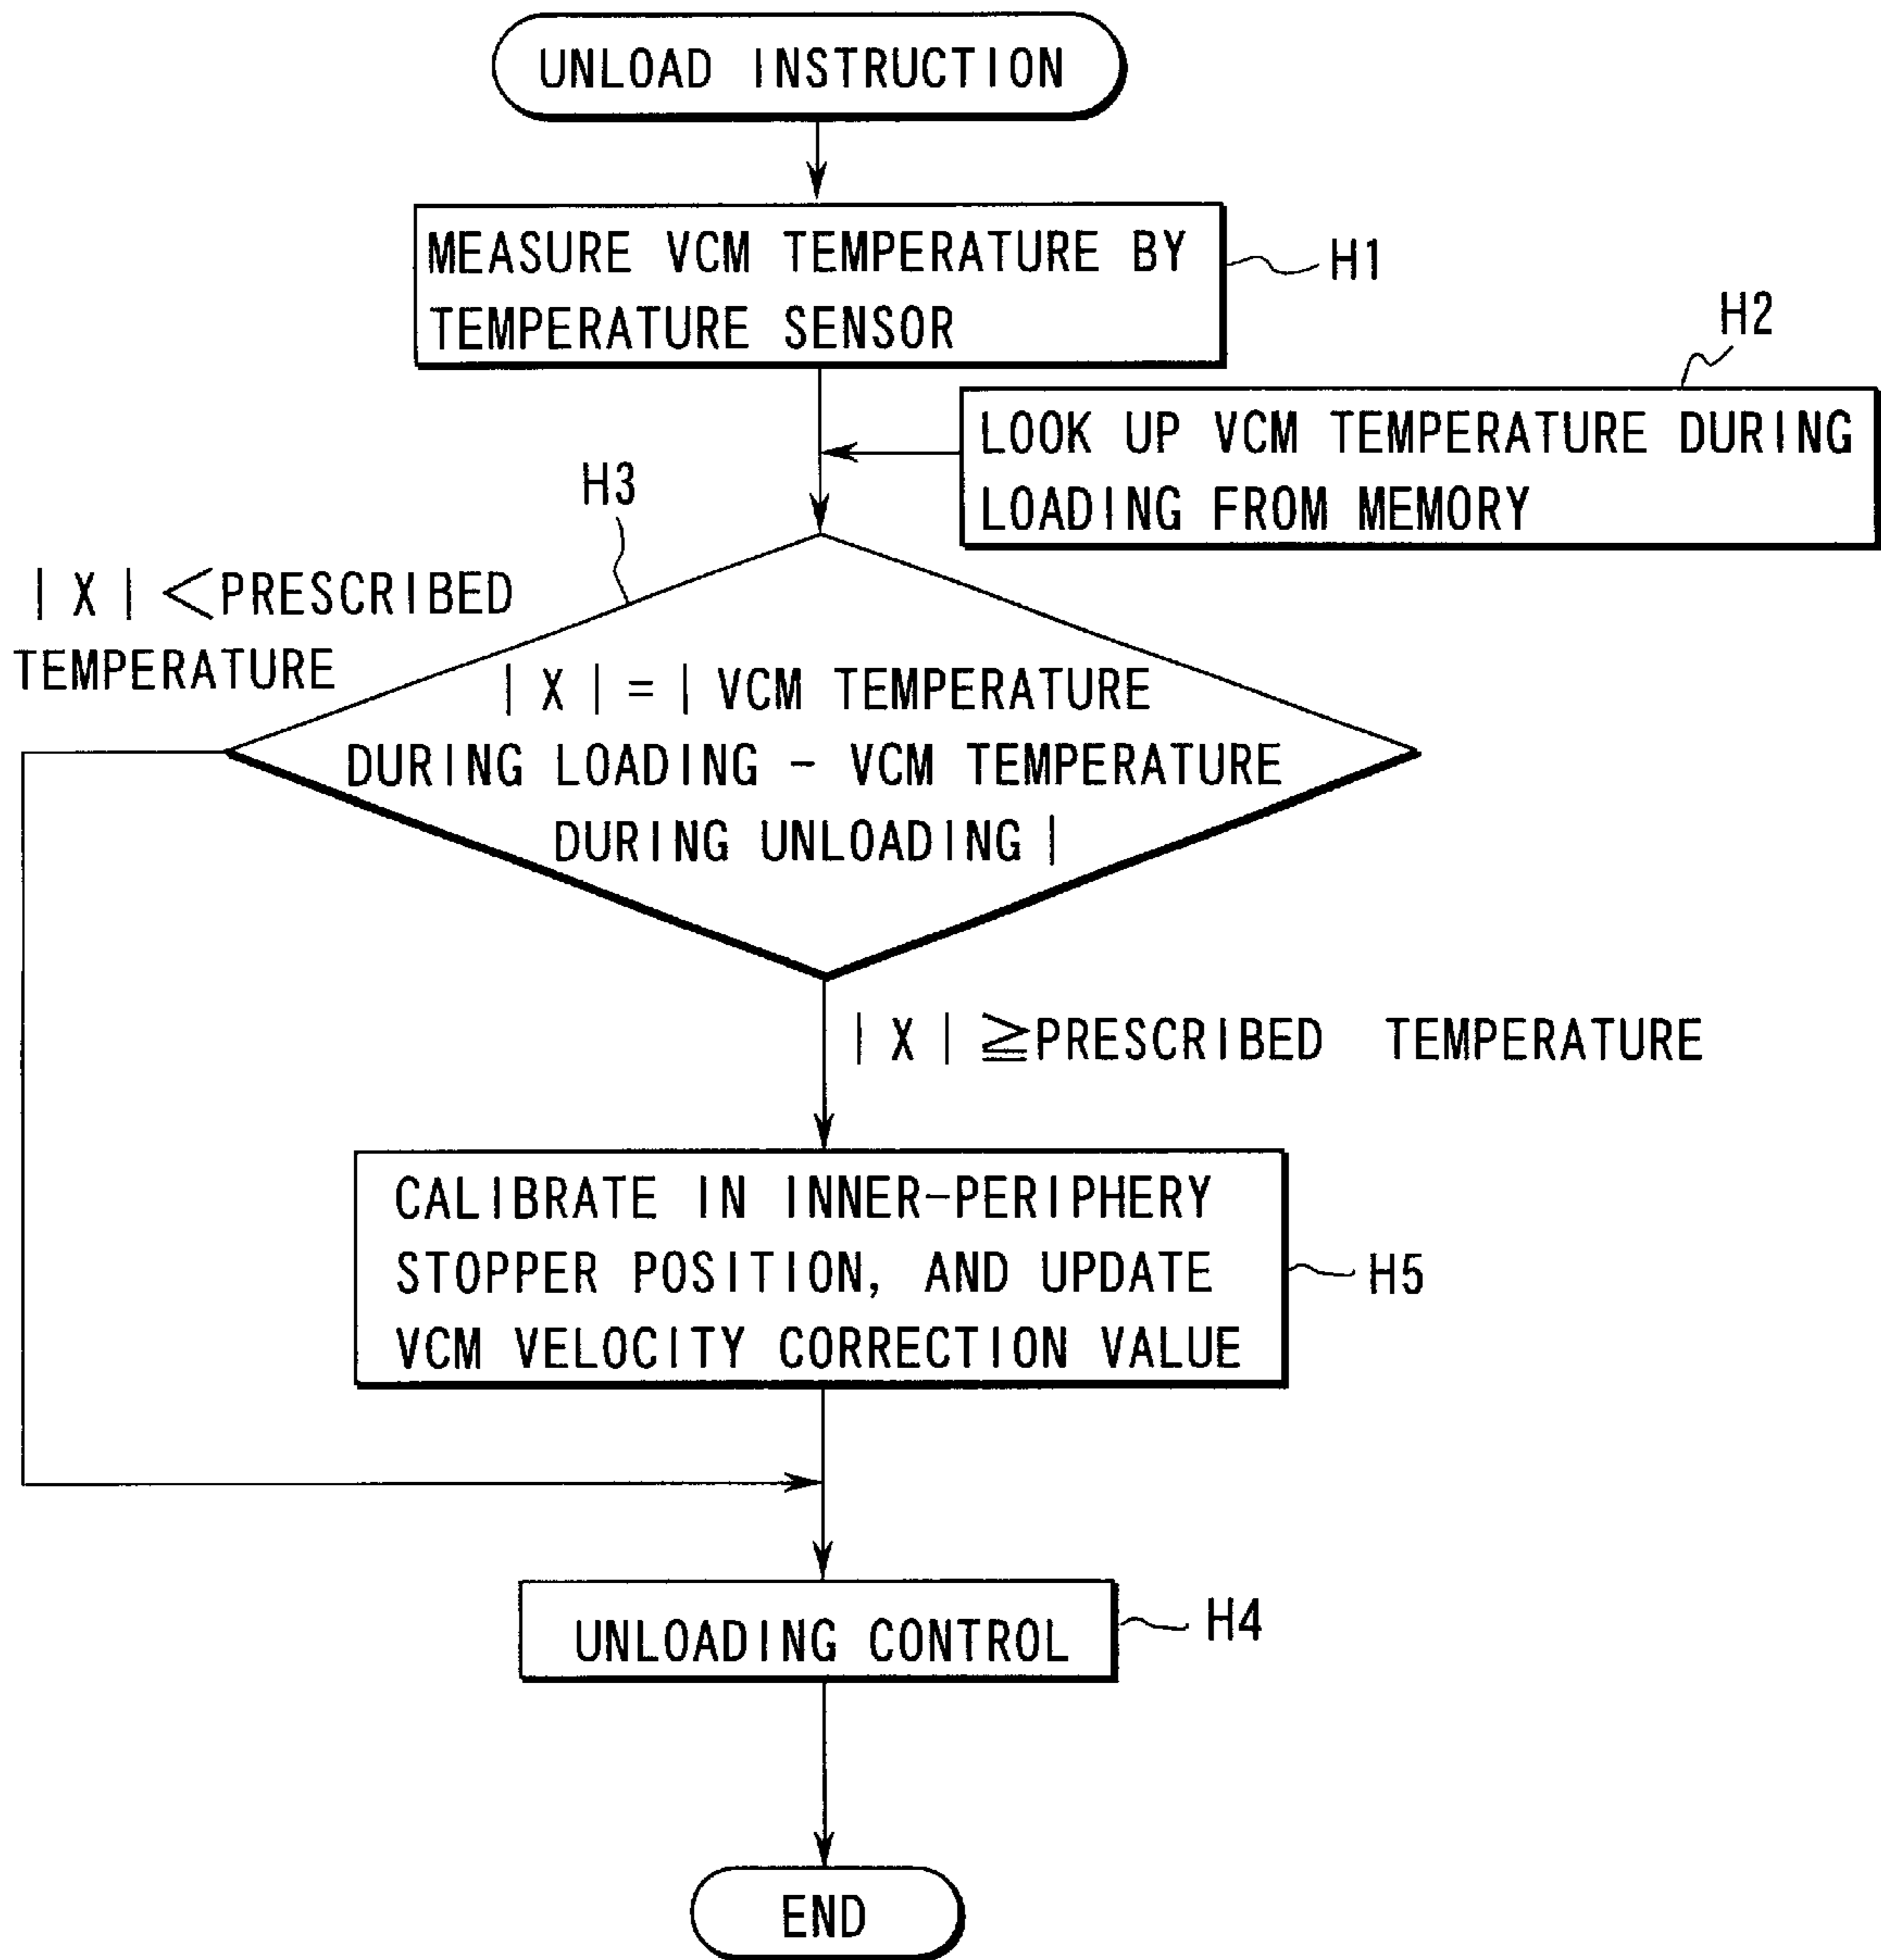 UNLOAD INSTRUCTION
MEASURE VCM TEMPERATURE BY
TEMPERATURE SENSOR
H1
H2
LOOK UP VCM TEMPERATURE DURING
LOADING FROM MEMORY
H3
| X | <PRESCRIBED
TEMPERATURE
| X | = | VCM TEMPERATURE
DURING LOADING - VCM TEMPERATURE
DURING UNLOADING |
| X | ≧PRESCRIBED TEMPERATURE
CALIBRATE IN INNER-PERIPHERY
STOPPER POSITION, AND UPDATE
VCM VELOCITY CORRECTION VALUE
H5
UNLOADING CONTROL
H4
END